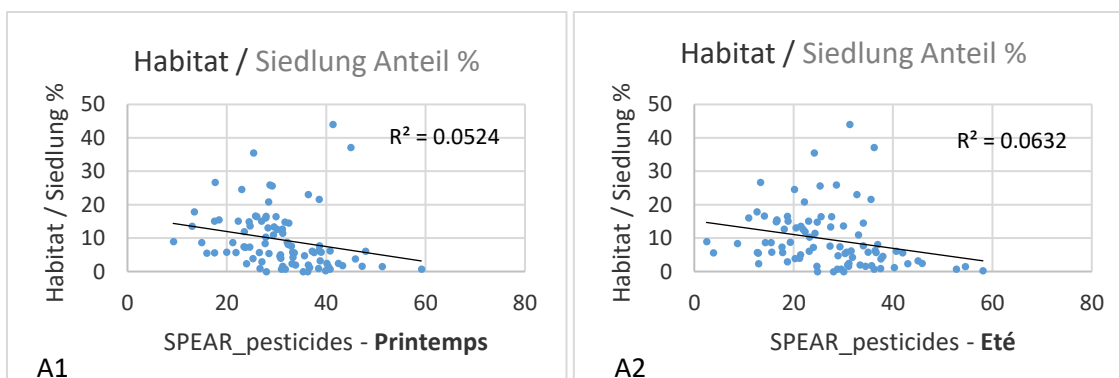 Habitat / Siedlung Anteil %
Habitat / Siedlung %
50
40
30
20
10
0
R² = 0.0524
0 20 40 60 80
SPEAR_pesticides - Printemps
A1
Habitat / Siedlung Anteil %
Habitat / Siedlung %
50
40
30
20
10
0
R² = 0.0632
0 20 40 60 80
SPEAR_pesticides - Eté
A2